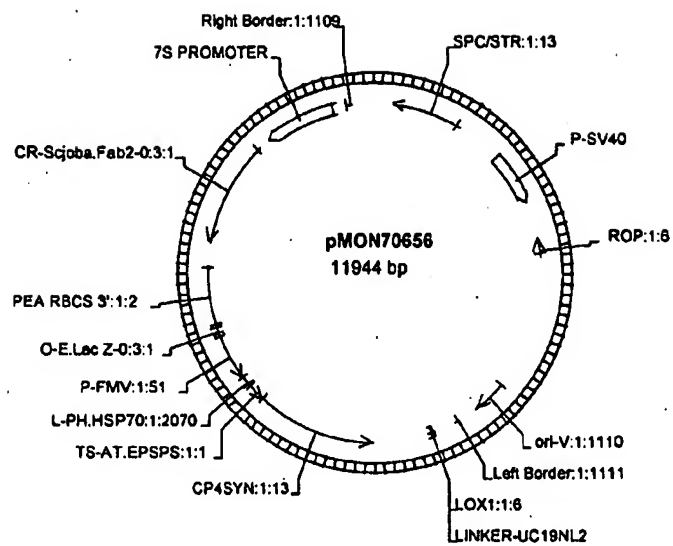 Right Border:1:1109
7S PROMOTER
SPC/STR:1:13
P-SV40
CR-Scjoba.Fab2-0:3:1
pMON70656
11944 bp
ROP:1:6
PEA RBCS 3':1:2
O-E.Lac Z-0:3:1
P-FMV:1:51
L-PH.HSP70:1:2070
TS-AT.EPSPS:1:1
CP4SYN:1:13
ori-V:1:1110
Left Border:1:1111
LOX1:1:6
LINKER-UC19NL2